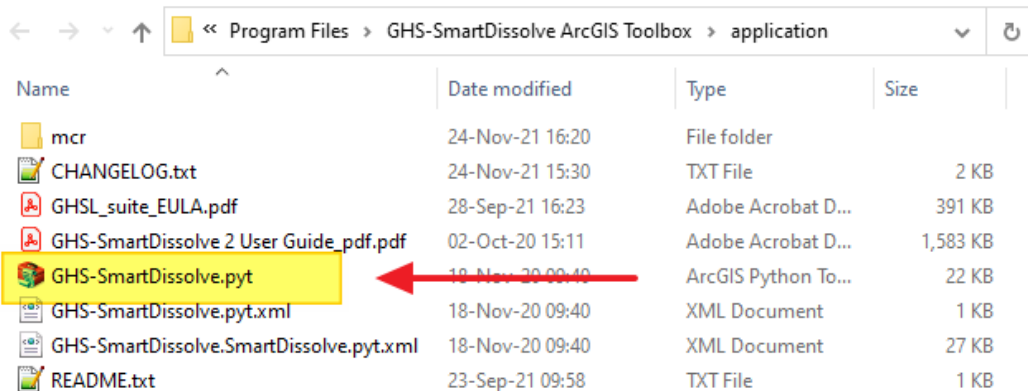 « Program Files > GHS-SmartDissolve ArcGIS Toolbox > application
Name Date modified Type Size
mcr 24-Nov-21 16:20 File folder
CHANGELOG.txt 24-Nov-21 15:30 TXT File 2 KB
GHSL_suite_EULA.pdf 28-Sep-21 16:23 Adobe Acrobat D... 391 KB
GHS-SmartDissolve 2 User Guide_pdf.pdf 02-Oct-20 15:11 Adobe Acrobat D... 1,583 KB
GHS-SmartDissolve.pyt 18-Nov-20 09:40 ArcGIS Python To... 22 KB
GHS-SmartDissolve.pyt.xml 18-Nov-20 09:40 XML Document 1 KB
GHS-SmartDissolve.SmartDissolve.pyt.xml 18-Nov-20 09:40 XML Document 27 KB
README.txt 23-Sep-21 09:58 TXT File 1 KB